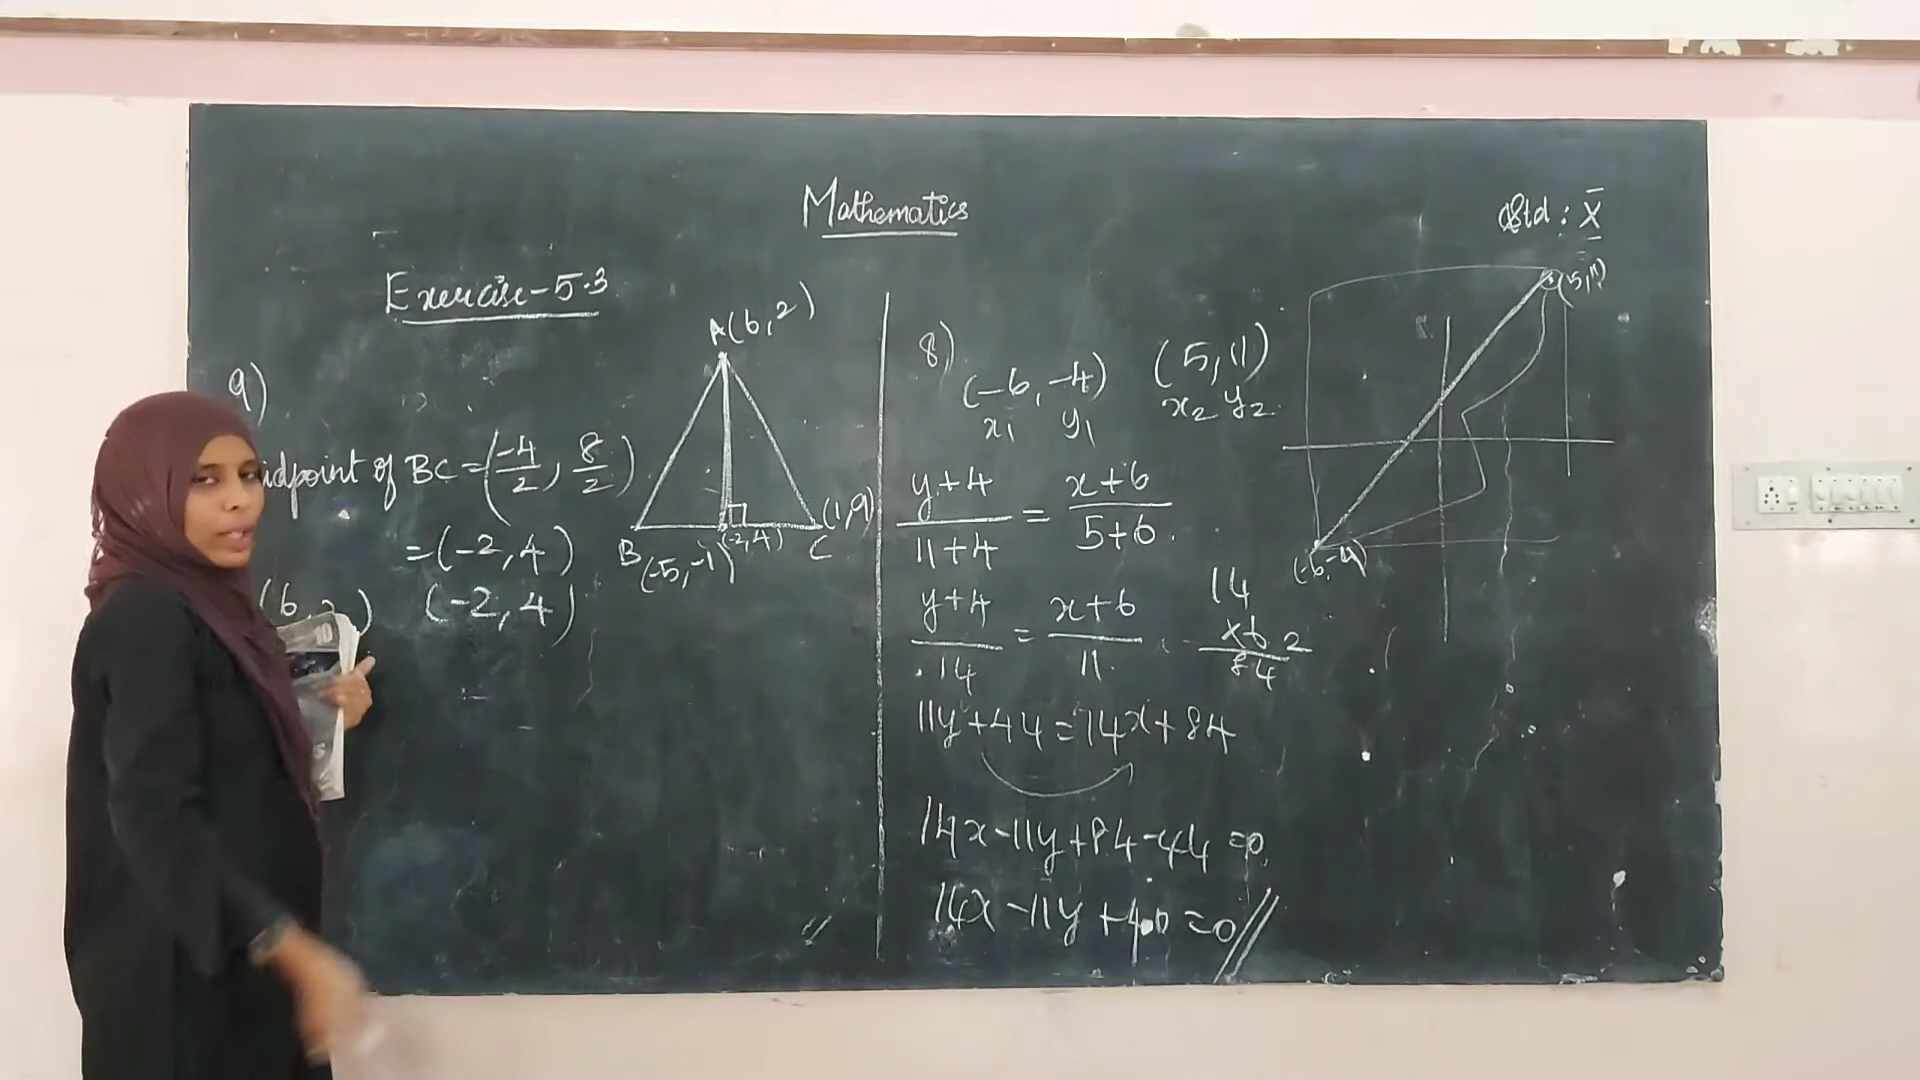 Mathematics
Std : X
Exercise-5.3
9)
A(6,2)
idpoint of BC = (-4/2, 8/2)
= (-2,4)
(-2,4)
B (-5,-1)
(-2,4)
C (1,9)
8)
(-6,-4) (5,11)
x₁ y₁ x₂ y₂
y+4/11+4 = x+6/5+6
y+4/14 = x+6/11
14
x6 2
84
11y+44=14x+84
14x-11y+84-44=0
14x-11y+40=0//
(5,11)
(-6,-4)